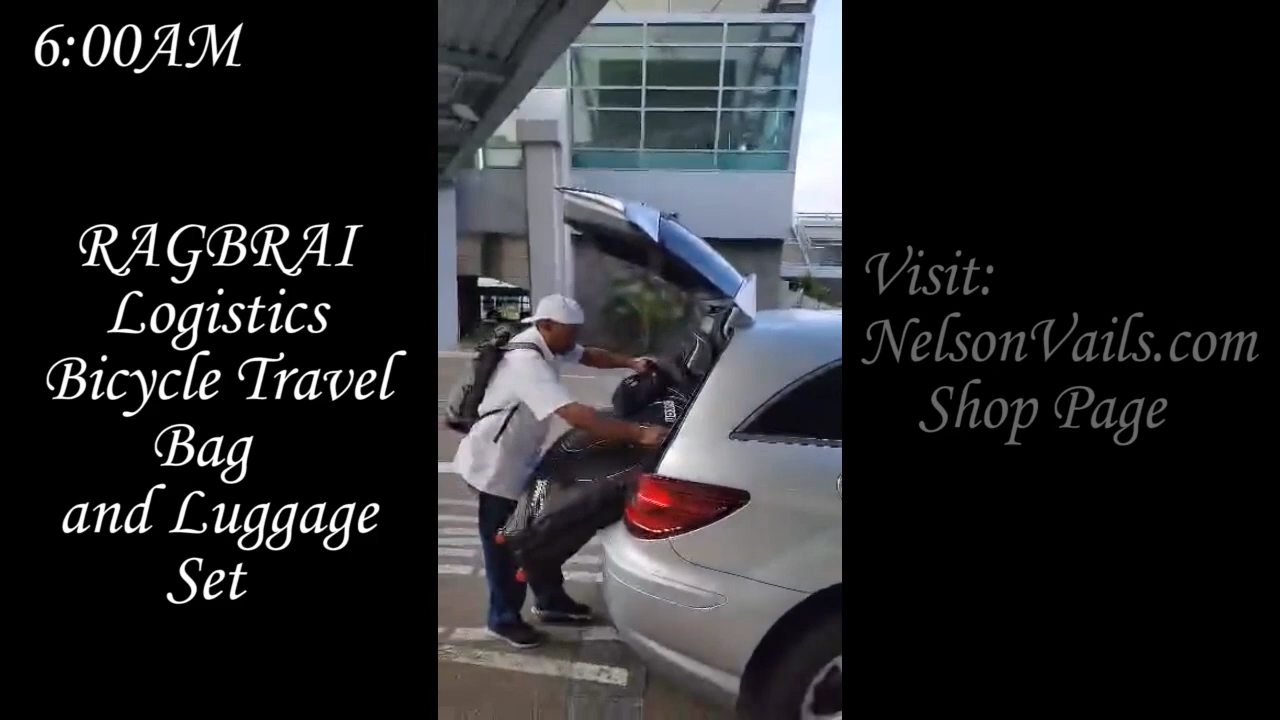 6:00AM
RAGBRAI
Logistics
Bicycle Travel
Bag
and Luggage
Set
Visit:
NelsonVails.com
Shop Page